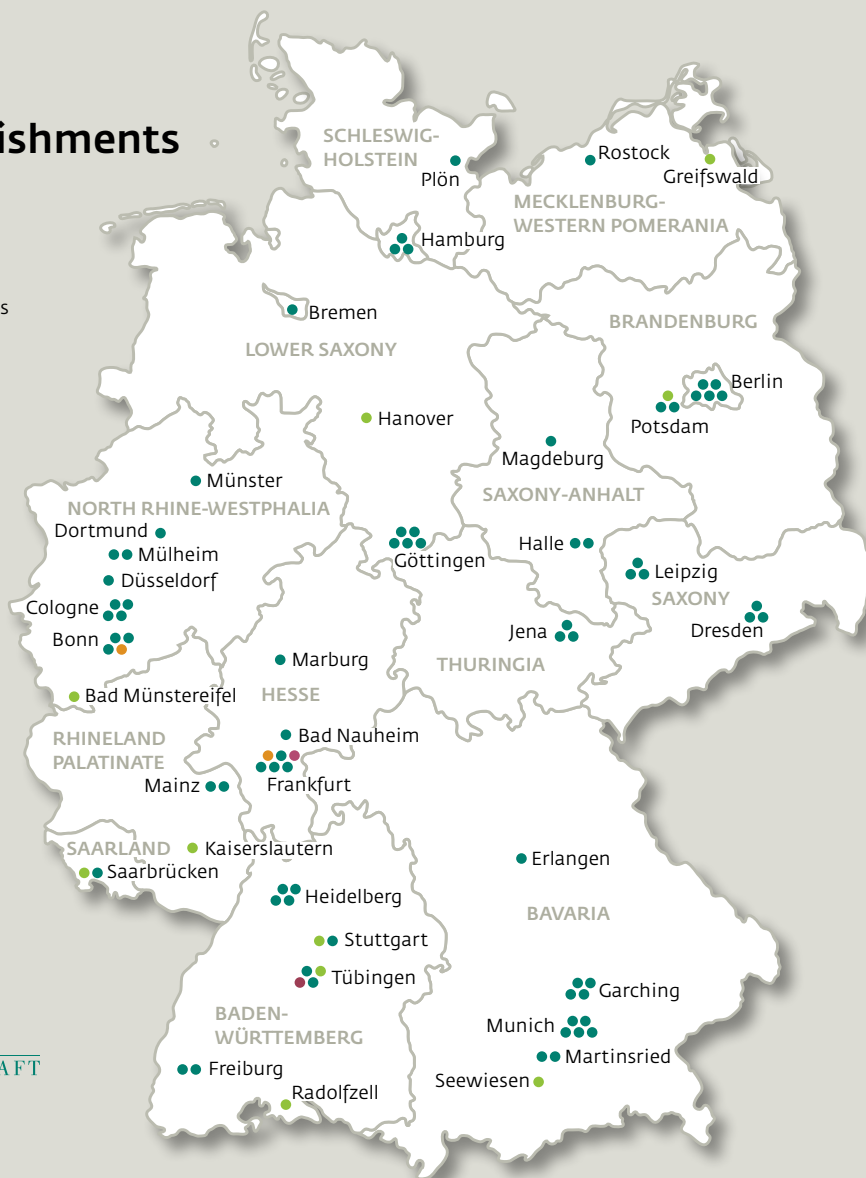 ishments
s
SCHLESWIG-
HOLSTEIN
Plön
Rostock
Greifswald
MECKLENBURG-
WESTERN POMERANIA
Hamburg
Bremen
LOWER SAXONY
BRANDENBURG
Berlin
Potsdam
Hanover
Magdeburg
SAXONY-ANHALT
Münster
NORTH RHINE-WESTPHALIA
Dortmund
Mülheim
Düsseldorf
Cologne
Bonn
Göttingen
Halle
Leipzig
SAXONY
Dresden
Jena
THURINGIA
Marburg
HESSE
Bad Münstereifel
Bad Nauheim
RHINELAND
PALATINATE
Mainz
Frankfurt
SAARLAND
Kaiserslautern
Saarbrücken
Erlangen
Heidelberg
BAVARIA
Stuttgart
Tübingen
Garching
BADEN-
WÜRTTEMBERG
Munich
Martinsried
AFT
Freiburg
Seewiesen
Radolfzell